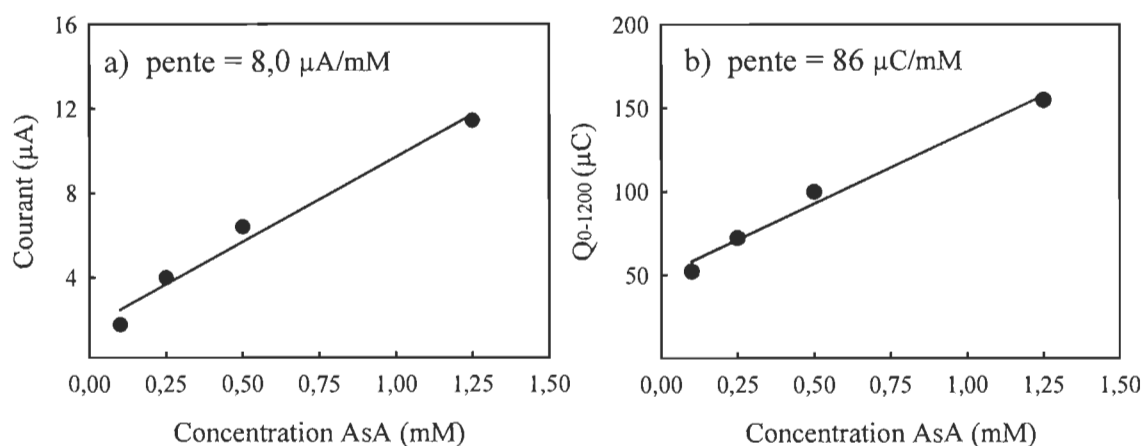 a) pente = 8,0 μA/mM
Courant (μA)
16
12
8
4
0,00 0,25 0,50 0,75 1,00 1,25 1,50
Concentration AsA (mM)
b) pente = 86 μC/mM
Q0-1200 (μC)
200
150
100
50
0,00 0,25 0,50 0,75 1,00 1,25 1,50
Concentration AsA (mM)